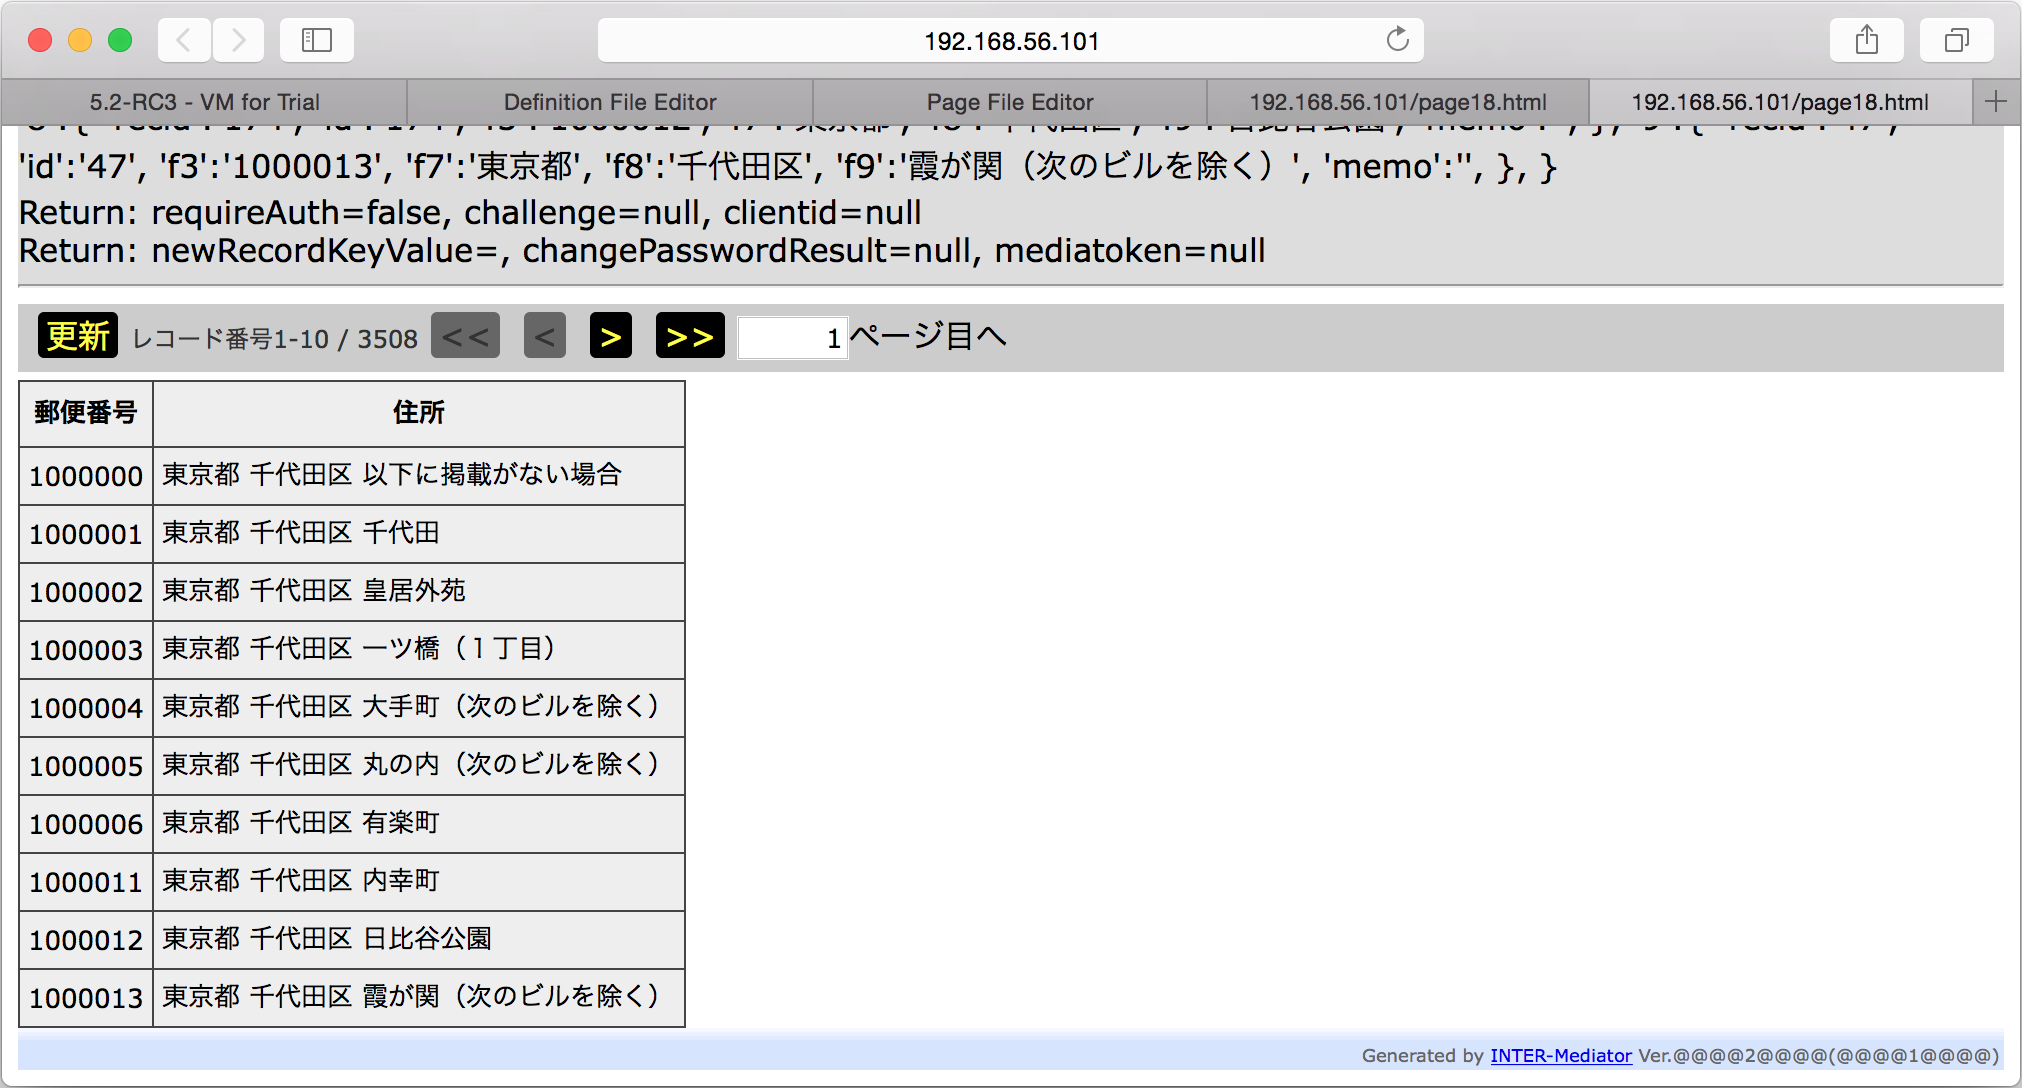 192.168.56.101
5.2-RC3 - VM for Trial
Definition File Editor
Page File Editor
192.168.56.101/page18.html
192.168.56.101/page18.html
'id':'47', 'f3':'1000013', 'f7':'東京都', 'f8':'千代田区', 'f9':'霞が関（次のビルを除く）', 'memo':'', }, }
Return: requireAuth=false, challenge=null, clientid=null
Return: newRecordKeyValue=, changePasswordResult=null, mediatoken=null
更新 レコード番号1-10 / 3508 << < > >> 1ページ目へ
郵便番号 住所
1000000 東京都 千代田区 以下に掲載がない場合
1000001 東京都 千代田区 千代田
1000002 東京都 千代田区 皇居外苑
1000003 東京都 千代田区 一ツ橋（１丁目）
1000004 東京都 千代田区 大手町（次のビルを除く）
1000005 東京都 千代田区 丸の内（次のビルを除く）
1000006 東京都 千代田区 有楽町
1000011 東京都 千代田区 内幸町
1000012 東京都 千代田区 日比谷公園
1000013 東京都 千代田区 霞が関（次のビルを除く）
Generated by INTER-Mediator Ver.@@@@2@@@@(@@@@1@@@@)